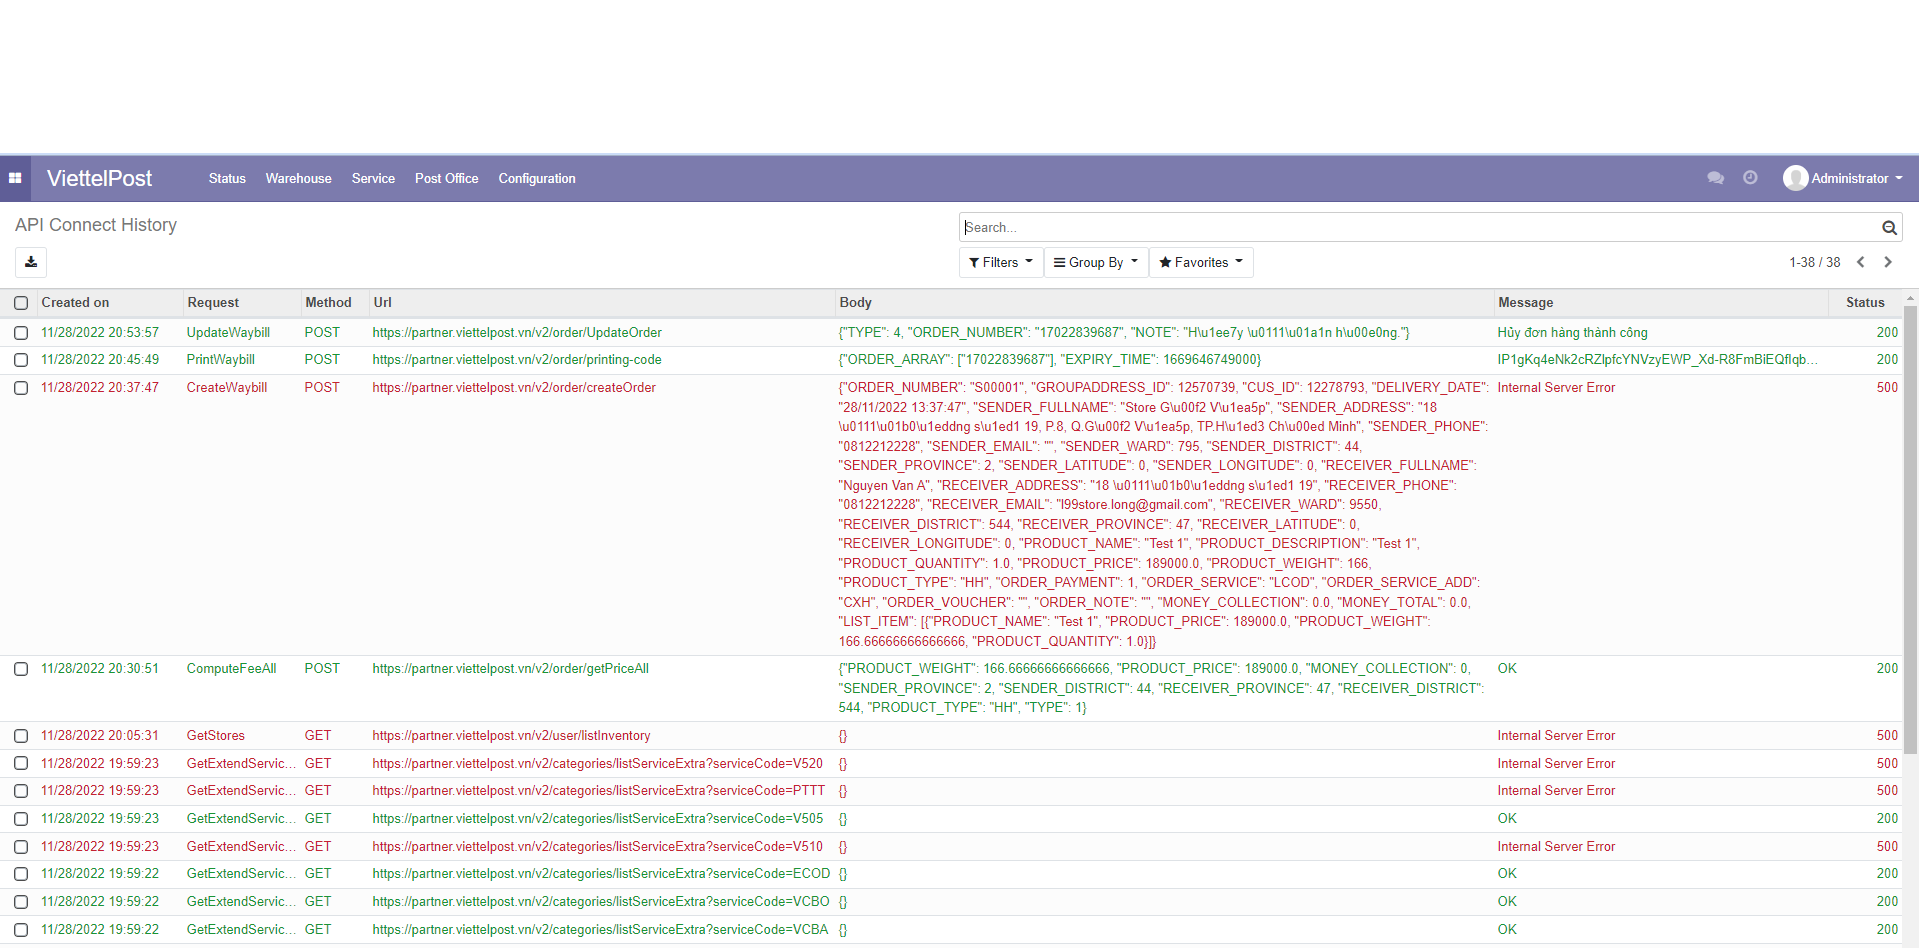 ViettelPost Status Warehouse Service Post Office Configuration Administrator
API Connect History
Search...
Filters Group By Favorites 1-38 / 38
Created on Request Method Url Body Message Status
11/28/2022 20:53:57 UpdateWaybill POST https://partner.viettelpost.vn/v2/order/UpdateOrder {"TYPE": 4, "ORDER_NUMBER": "17022839687", "NOTE": "H\u1ee7y \u0111\u01a1n h\u00e0ng."} Hủy đơn hàng thành công 200
11/28/2022 20:45:49 PrintWaybill POST https://partner.viettelpost.vn/v2/order/printing-code {"ORDER_ARRAY": ["17022839687"], "EXPIRY_TIME": 1669646749000} IP1gKq4eNk2cRZlpfcYNVzyEWP_Xd-R8FmBiEQflqb... 200
11/28/2022 20:37:47 CreateWaybill POST https://partner.viettelpost.vn/v2/order/createOrder {"ORDER_NUMBER": "S00001", "GROUPADDRESS_ID": 12570739, "CUS_ID": 12278793, "DELIVERY_DATE": Internal Server Error 500
"28/11/2022 13:37:47", "SENDER_FULLNAME": "Store G\u00f2 V\u1ea5p", "SENDER_ADDRESS": "18
\u0111\u01b0\u1eddng s\u1ed1 19, P.8, Q.G\u00f2 V\u1ea5p, TP.H\u1ed3 Ch\u00ed Minh", "SENDER_PHONE":
"0812212228", "SENDER_EMAIL": "", "SENDER_WARD": 795, "SENDER_DISTRICT": 44,
"SENDER_PROVINCE": 2, "SENDER_LATITUDE": 0, "SENDER_LONGITUDE": 0, "RECEIVER_FULLNAME":
"Nguyen Van A", "RECEIVER_ADDRESS": "18 \u0111\u01b0\u1eddng s\u1ed1 19", "RECEIVER_PHONE":
"0812212228", "RECEIVER_EMAIL": "l99store.long@gmail.com", "RECEIVER_WARD": 9550,
"RECEIVER_DISTRICT": 544, "RECEIVER_PROVINCE": 47, "RECEIVER_LATITUDE": 0,
"RECEIVER_LONGITUDE": 0, "PRODUCT_NAME": "Test 1", "PRODUCT_DESCRIPTION": "Test 1",
"PRODUCT_QUANTITY": 1.0, "PRODUCT_PRICE": 189000.0, "PRODUCT_WEIGHT": 166,
"PRODUCT_TYPE": "HH", "ORDER_PAYMENT": 1, "ORDER_SERVICE": "LCOD", "ORDER_SERVICE_ADD":
"CXH", "ORDER_VOUCHER": "", "ORDER_NOTE": "", "MONEY_COLLECTION": 0.0, "MONEY_TOTAL": 0.0,
"LIST_ITEM": [{"PRODUCT_NAME": "Test 1", "PRODUCT_PRICE": 189000.0, "PRODUCT_WEIGHT":
166.66666666666666, "PRODUCT_QUANTITY": 1.0}]}
11/28/2022 20:30:51 ComputeFeeAll POST https://partner.viettelpost.vn/v2/order/getPriceAll {"PRODUCT_WEIGHT": 166.66666666666666, "PRODUCT_PRICE": 189000.0, "MONEY_COLLECTION": 0, OK 200
"SENDER_PROVINCE": 2, "SENDER_DISTRICT": 44, "RECEIVER_PROVINCE": 47, "RECEIVER_DISTRICT":
544, "PRODUCT_TYPE": "HH", "TYPE": 1}
11/28/2022 20:05:31 GetStores GET https://partner.viettelpost.vn/v2/user/listInventory {} Internal Server Error 500
11/28/2022 19:59:23 GetExtendServic... GET https://partner.viettelpost.vn/v2/categories/listServiceExtra?serviceCode=V520 {} Internal Server Error 500
11/28/2022 19:59:23 GetExtendServic... GET https://partner.viettelpost.vn/v2/categories/listServiceExtra?serviceCode=PTTT {} Internal Server Error 500
11/28/2022 19:59:23 GetExtendServic... GET https://partner.viettelpost.vn/v2/categories/listServiceExtra?serviceCode=V505 {} OK 200
11/28/2022 19:59:23 GetExtendServic... GET https://partner.viettelpost.vn/v2/categories/listServiceExtra?serviceCode=V510 {} Internal Server Error 500
11/28/2022 19:59:22 GetExtendServic... GET https://partner.viettelpost.vn/v2/categories/listServiceExtra?serviceCode=ECOD {} OK 200
11/28/2022 19:59:22 GetExtendServic... GET https://partner.viettelpost.vn/v2/categories/listServiceExtra?serviceCode=VCBO {} OK 200
11/28/2022 19:59:22 GetExtendServic... GET https://partner.viettelpost.vn/v2/categories/listServiceExtra?serviceCode=VCBA {} OK 200